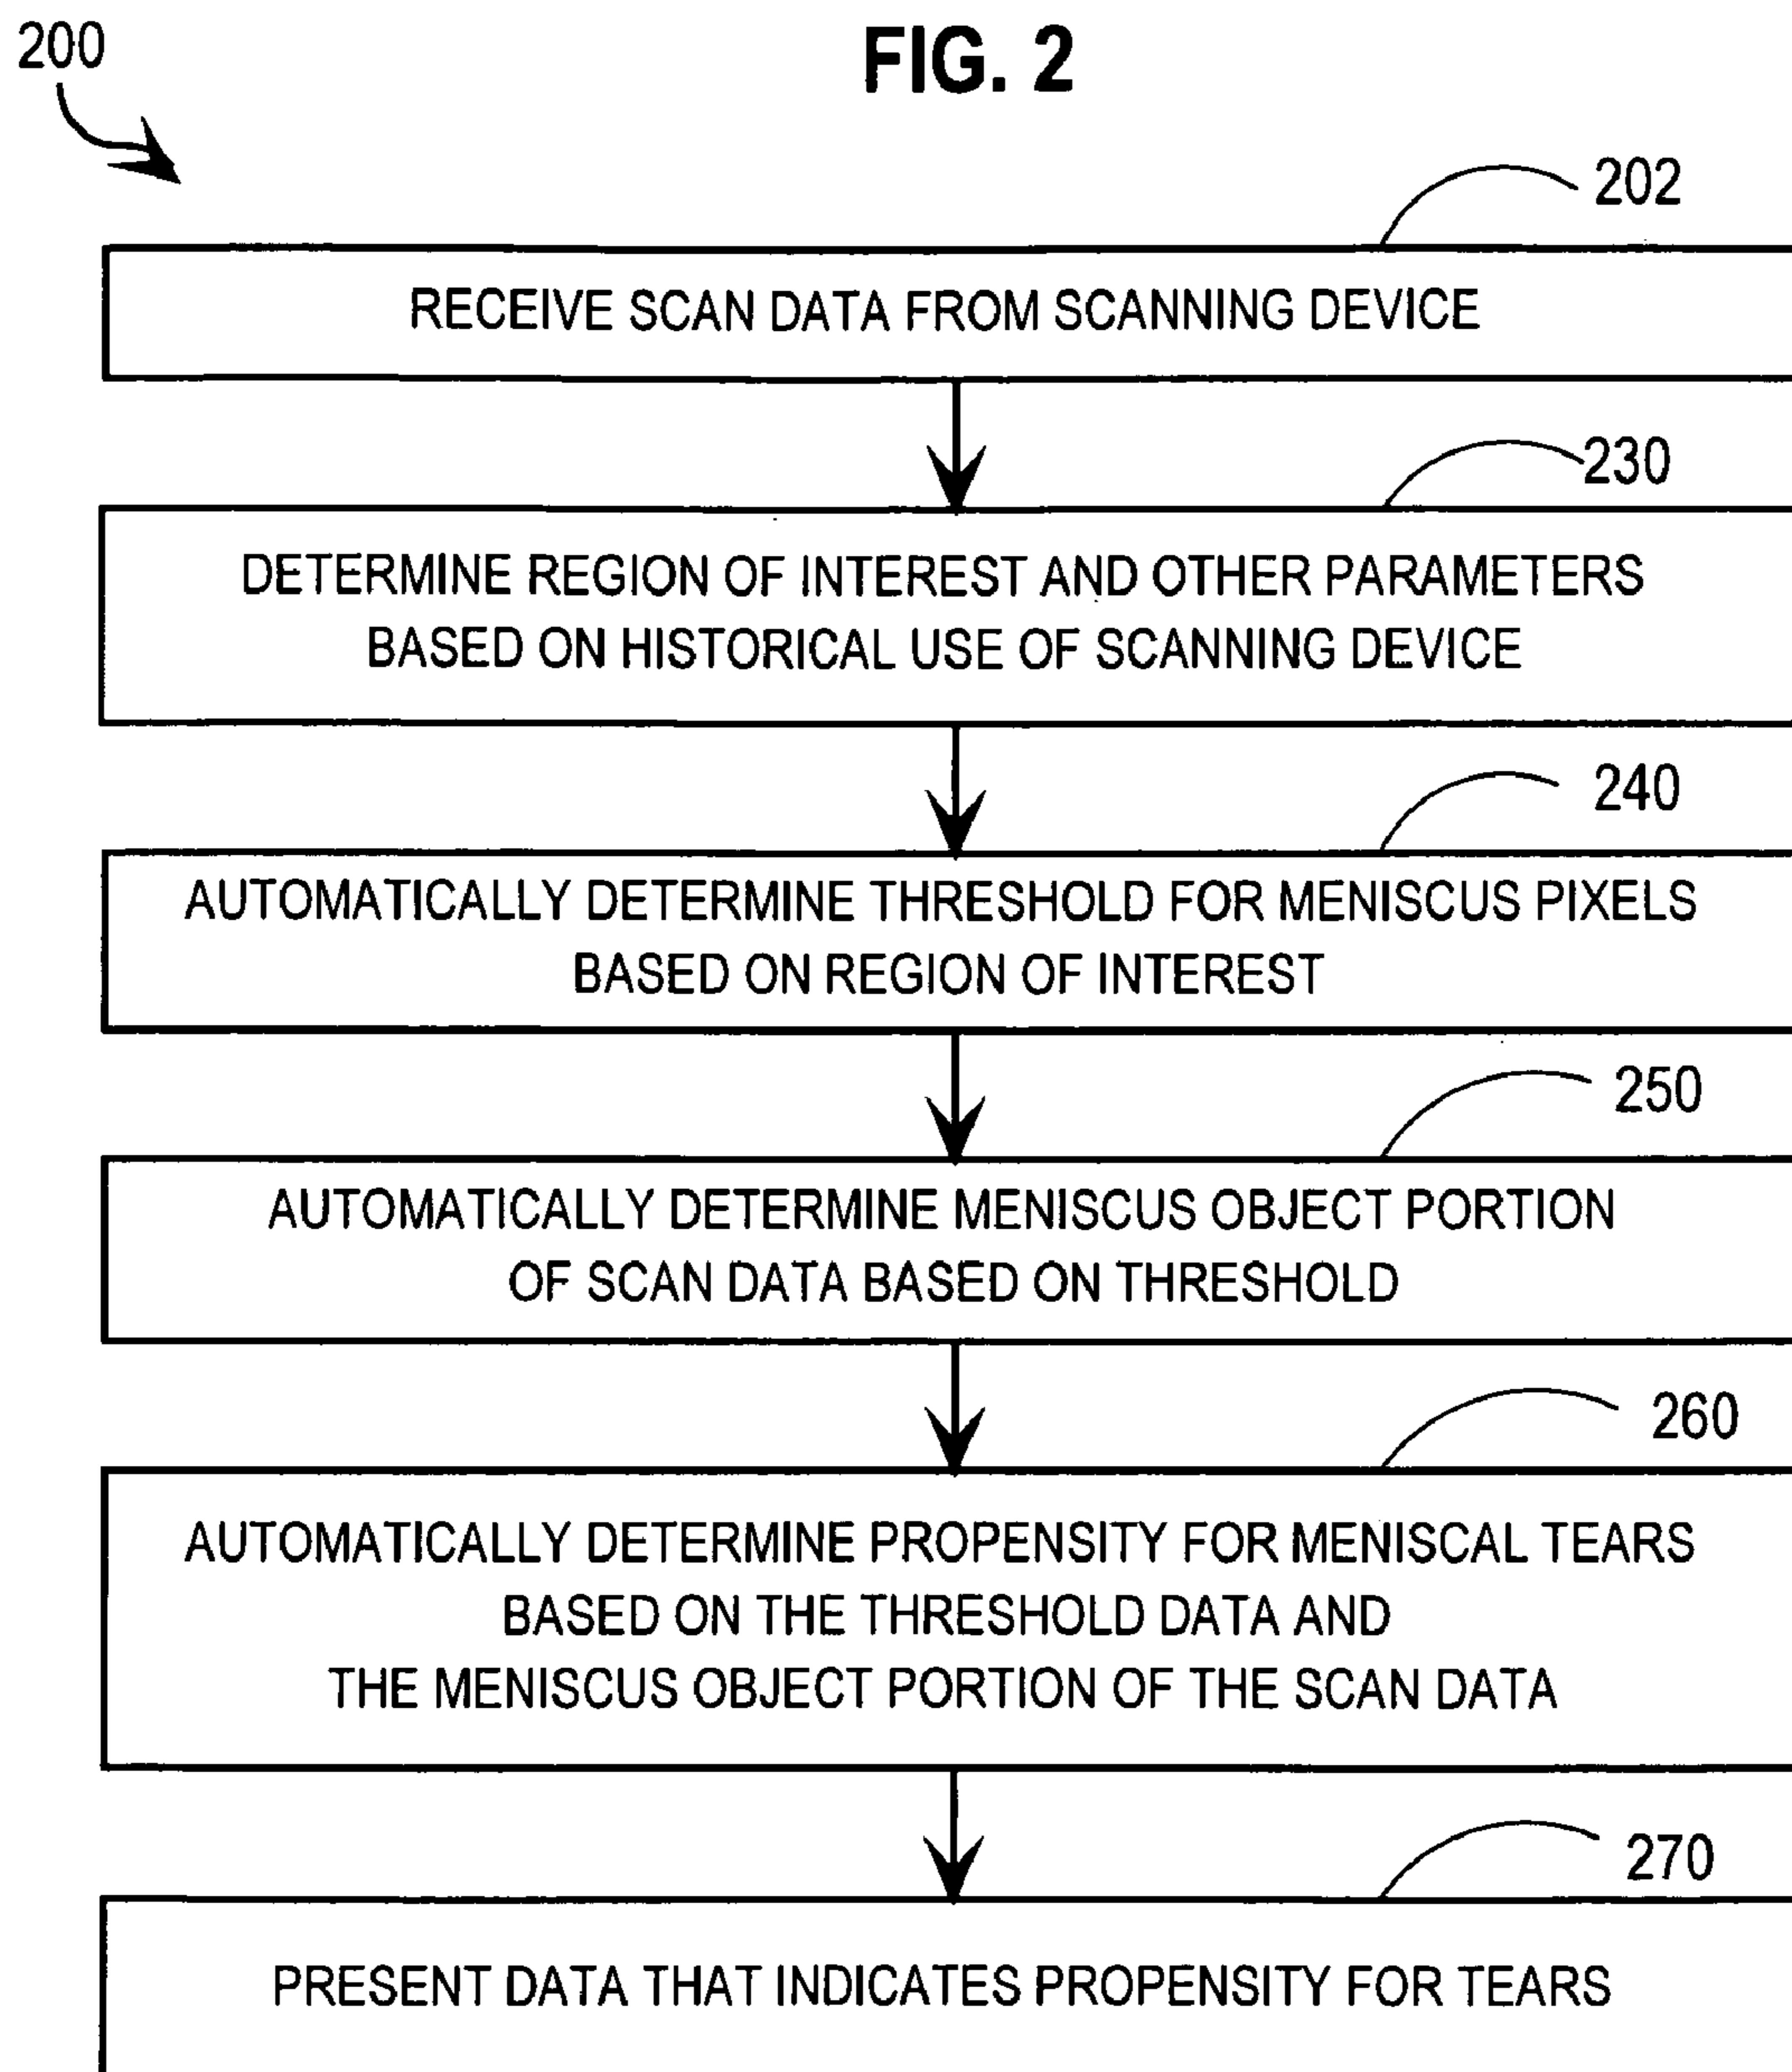 200
FIG. 2
202
RECEIVE SCAN DATA FROM SCANNING DEVICE
230
DETERMINE REGION OF INTEREST AND OTHER PARAMETERS
BASED ON HISTORICAL USE OF SCANNING DEVICE
240
AUTOMATICALLY DETERMINE THRESHOLD FOR MENISCUS PIXELS
BASED ON REGION OF INTEREST
250
AUTOMATICALLY DETERMINE MENISCUS OBJECT PORTION
OF SCAN DATA BASED ON THRESHOLD
260
AUTOMATICALLY DETERMINE PROPENSITY FOR MENISCAL TEARS
BASED ON THE THRESHOLD DATA AND
THE MENISCUS OBJECT PORTION OF THE SCAN DATA
270
PRESENT DATA THAT INDICATES PROPENSITY FOR TEARS